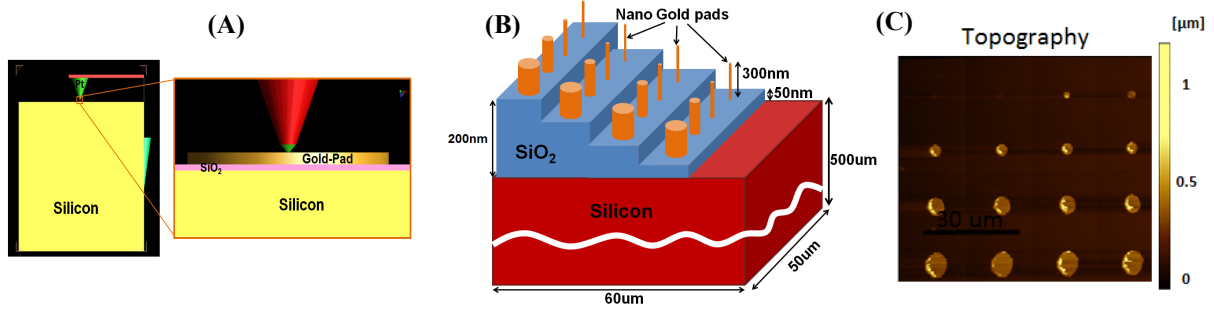 (A)
Pt
Silicon
Gold-Pad
SiO2
Silicon
(B)
Nano Gold pads
300nm
50nm
200nm
SiO2
500um
Silicon
50um
60um
(C)
[µm]
Topography
1
0.5
0
30 um